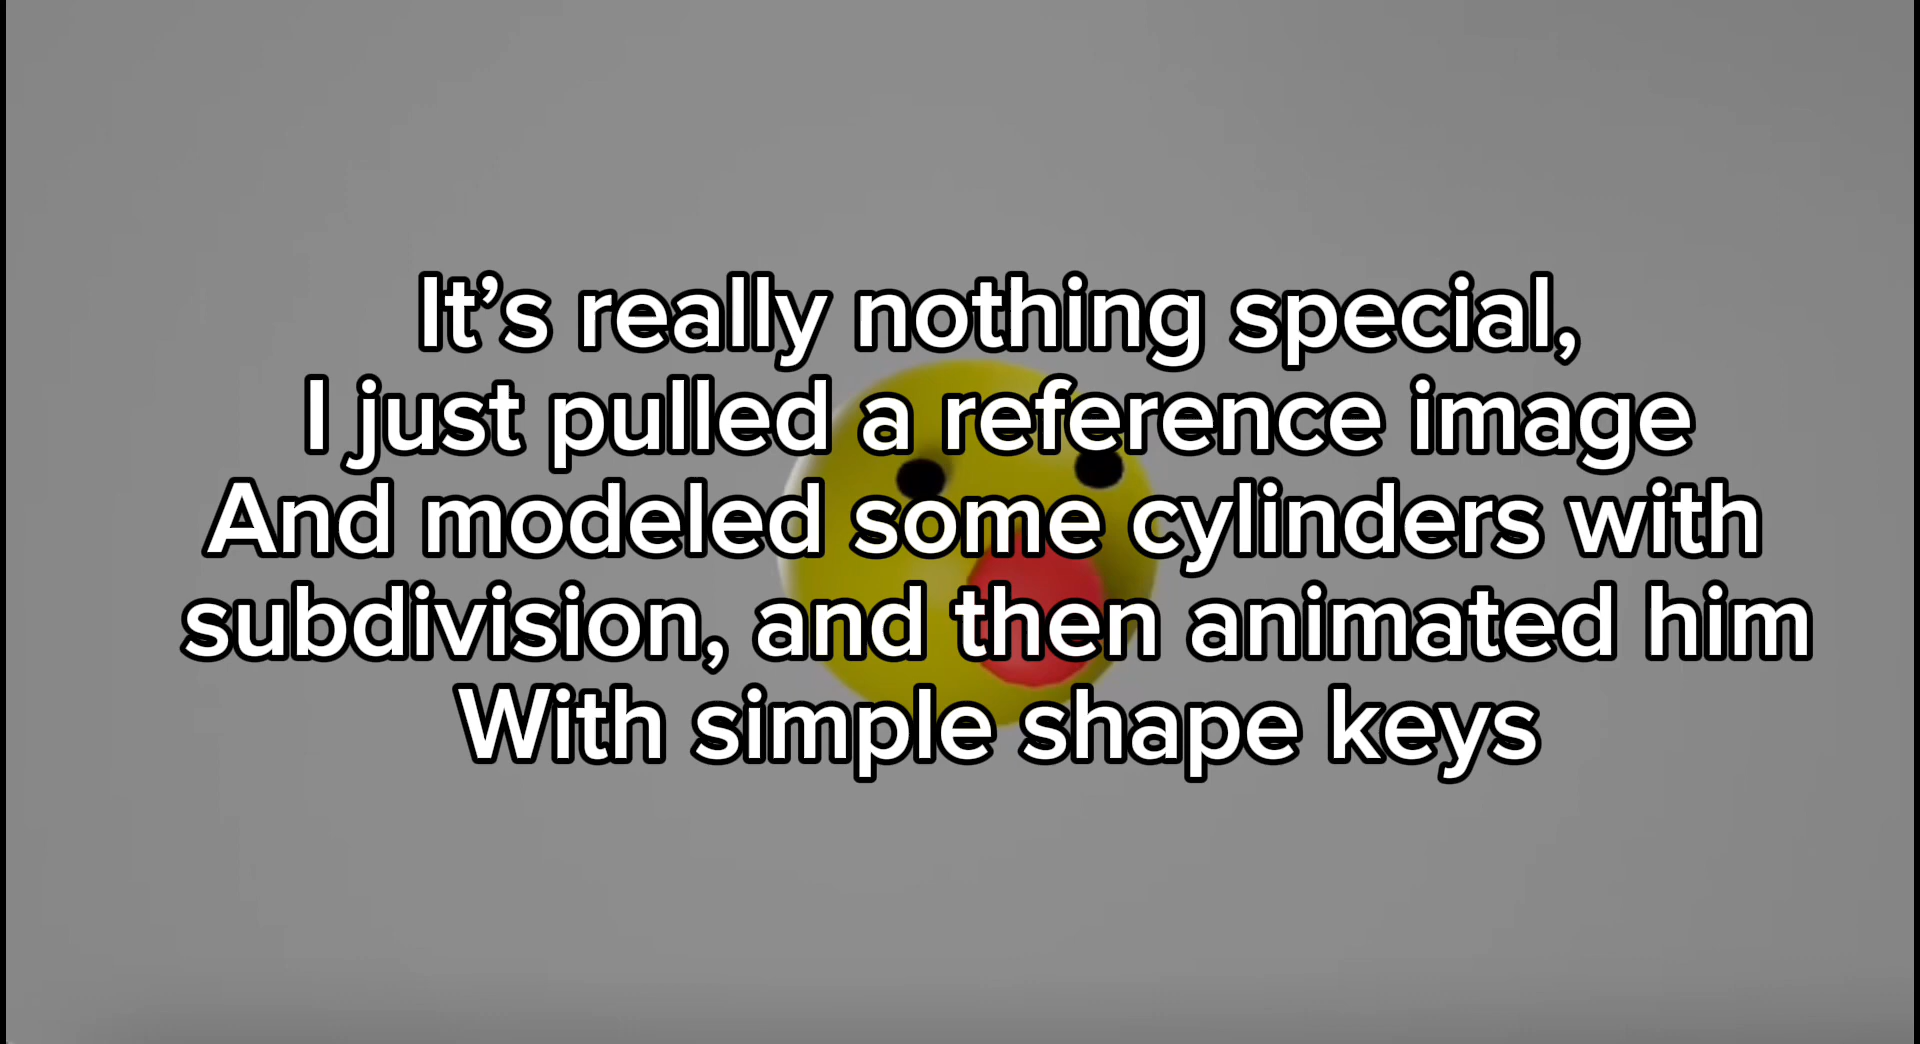 It’s really nothing special,
I just pulled a reference image
And modeled some cylinders with
subdivision, and then animated him
With simple shape keys